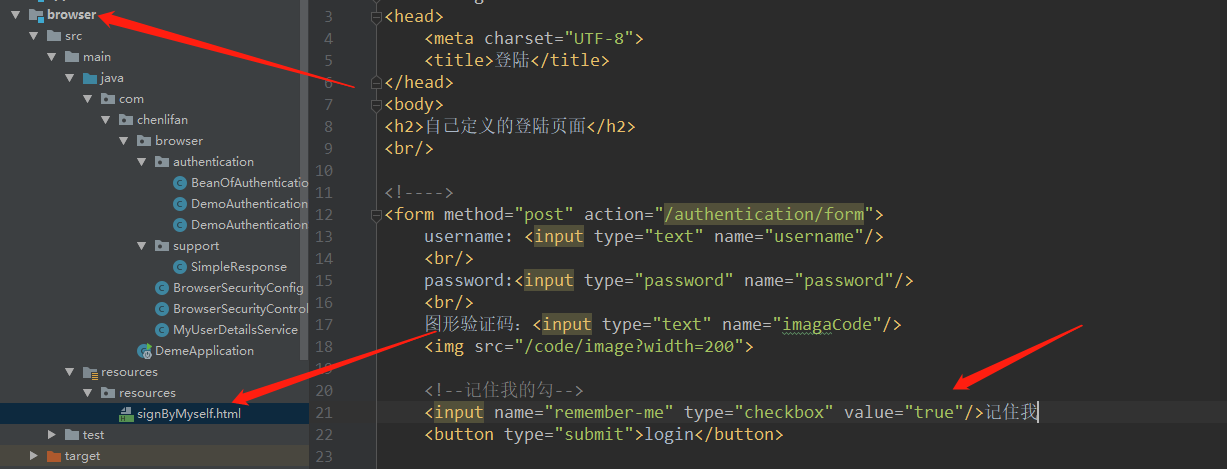 browser
src
main
java
com
chenlifan
browser
authentication
BeanOfAuthenticatio
DemoAuthentication
DemoAuthentication
support
SimpleResponse
BrowserSecurityConfig
BrowserSecurityControl
MyUserDetailsService
DemeApplication
resources
resources
signByMyself.html
test
target
3 <head>
4 <meta charset="UTF-8">
5 <title>登陆</title>
6 </head>
7 <body>
8 <h2>自己定义的登陆页面</h2>
9 <br/>
10
11 <!---->
12 <form method="post" action="/authentication/form">
13 username: <input type="text" name="username"/>
14 <br/>
15 password:<input type="password" name="password"/>
16 <br/>
17 图形验证码：<input type="text" name="imagaCode"/>
18 <img src="/code/image?width=200">
19
20 <!--记住我的勾-->
21 <input name="remember-me" type="checkbox" value="true"/>记住我
22 <button type="submit">login</button>
23